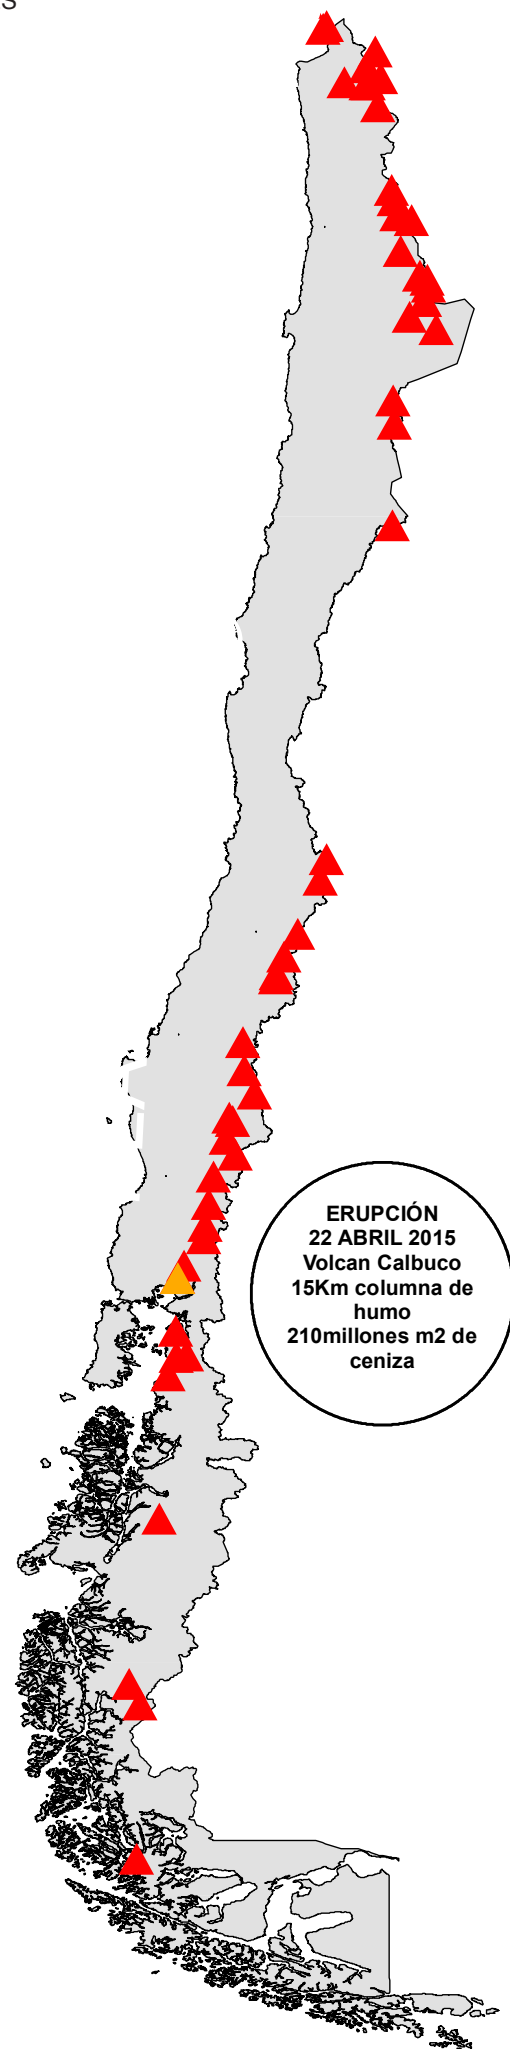 S
ERUPCIÓN
22 ABRIL 2015
Volcan Calbuco
15Km columna de
humo
210millones m2 de
ceniza